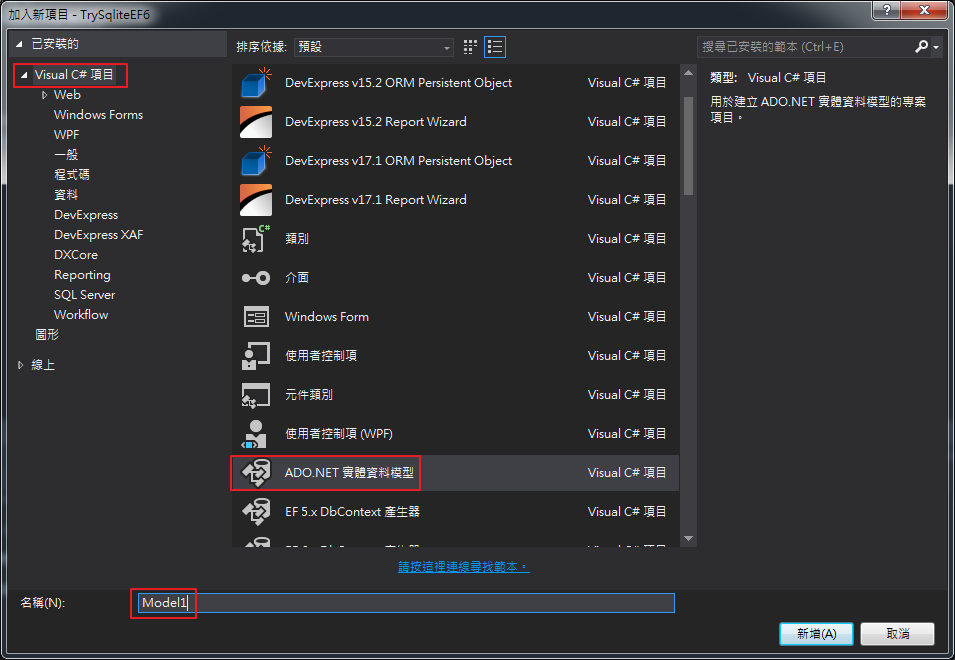 加入新項目 - TrySqliteEF6
已安裝的
排序依據: 預設
搜尋已安裝的範本 (Ctrl+E)
Visual C# 項目
Web
Windows Forms
WPF
一般
程式碼
資料
DevExpress
DevExpress XAF
DXCore
Reporting
SQL Server
Workflow
圖形
線上
DevExpress v15.2 ORM Persistent Object Visual C# 項目
DevExpress v15.2 Report Wizard Visual C# 項目
DevExpress v17.1 ORM Persistent Object Visual C# 項目
DevExpress v17.1 Report Wizard Visual C# 項目
C#
類別 Visual C# 項目
介面 Visual C# 項目
Windows Form Visual C# 項目
使用者控制項 Visual C# 項目
元件類別 Visual C# 項目
使用者控制項 (WPF) Visual C# 項目
ADO.NET 實體資料模型 Visual C# 項目
EF 5.x DbContext 產生器 Visual C# 項目
類型: Visual C# 項目
用於建立 ADO.NET 實體資料模型的專案
項目。
請按這裡連線尋找範本。
名稱(N): Model1
新增(A) 取消